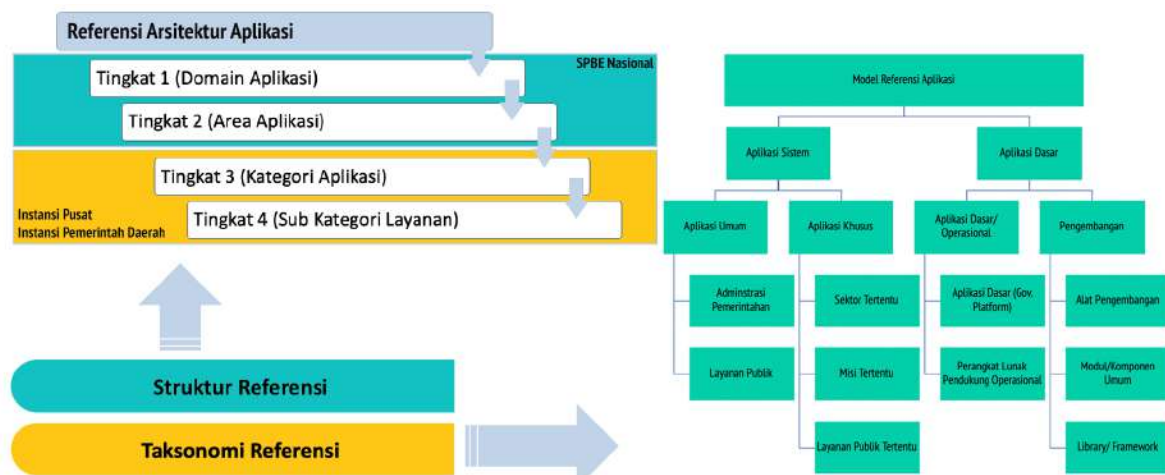 Referensi Arsitektur Aplikasi
SPBE Nasional
Tingkat 1 (Domain Aplikasi)
Tingkat 2 (Area Aplikasi)
Tingkat 3 (Kategori Aplikasi)
Tingkat 4 (Sub Kategori Layanan)
Instansi Pusat
Instansi Pemerintah Daerah
Struktur Referensi
Taksonomi Referensi
Model Referensi Aplikasi
Aplikasi Sistem
Aplikasi Dasar
Aplikasi Umum
Aplikasi Khusus
Aplikasi Dasar/
Operasional
Pengembangan
Adminstrasi
Pemerintahan
Sektor Tertentu
Aplikasi Dasar (Gov.
Platform)
Alat Pengembangan
Layanan Publik
Misi Tertentu
Perangkat Lunak
Pendukung Operasional
Modul/Komponen
Umum
Layanan Publik Tertentu
Library/ Framework